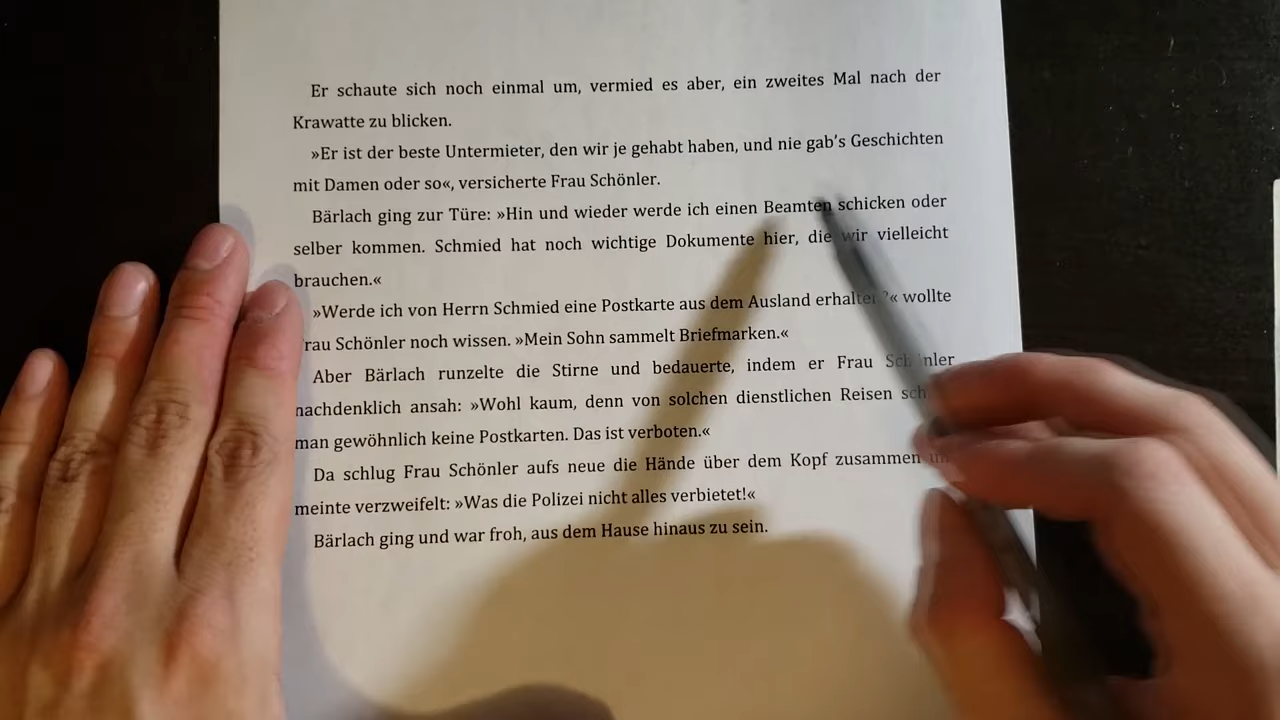 Er schaute sich noch einmal um, vermied es aber, ein zweites Mal nach der
Krawatte zu blicken.
»Er ist der beste Untermieter, den wir je gehabt haben, und nie gab's Geschichten
mit Damen oder so«, versicherte Frau Schönler.
Bärlach ging zur Türe: »Hin und wieder werde ich einen Beamten schicken oder
selber kommen. Schmied hat noch wichtige Dokumente hier, die wir vielleicht
brauchen.«
»Werde ich von Herrn Schmied eine Postkarte aus dem Ausland erhalten?« wollte
Frau Schönler noch wissen. »Mein Sohn sammelt Briefmarken.«
Aber Bärlach runzelte die Stirne und bedauerte, indem er Frau Schönler
nachdenklich ansah: »Wohl kaum, denn von solchen dienstlichen Reisen
man gewöhnlich keine Postkarten. Das ist verboten.«
Da schlug Frau Schönler aufs neue die Hände über dem Kopf zusammen
meinte verzweifelt: »Was die Polizei nicht alles verbietet!«
Bärlach ging und war froh, aus dem Hause hinaus zu sein.